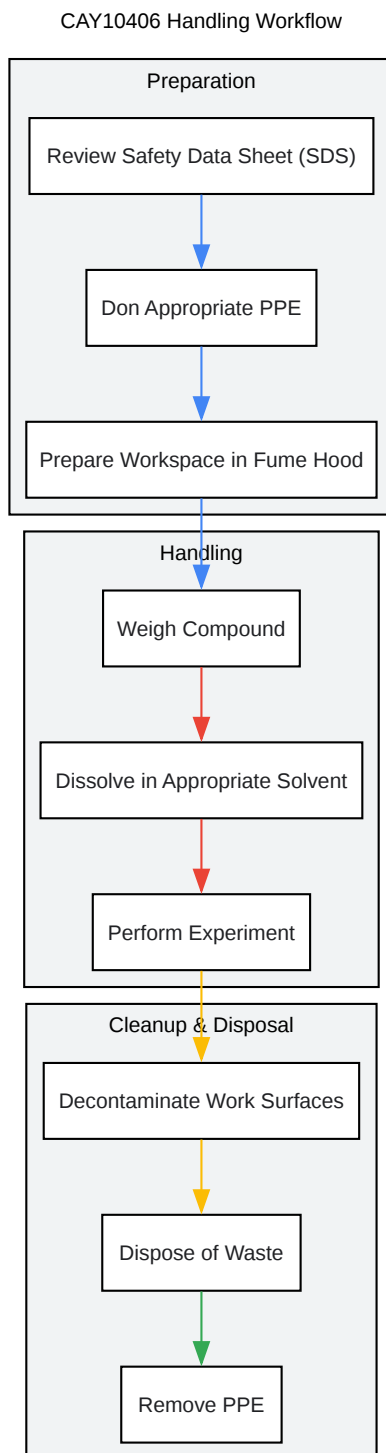 CAY10406 Handling Workflow
Preparation
Review Safety Data Sheet (SDS)
Don Appropriate PPE
Prepare Workspace in Fume Hood
Handling
Weigh Compound
Dissolve in Appropriate Solvent
Perform Experiment
Cleanup & Disposal
Decontaminate Work Surfaces
Dispose of Waste
Remove PPE